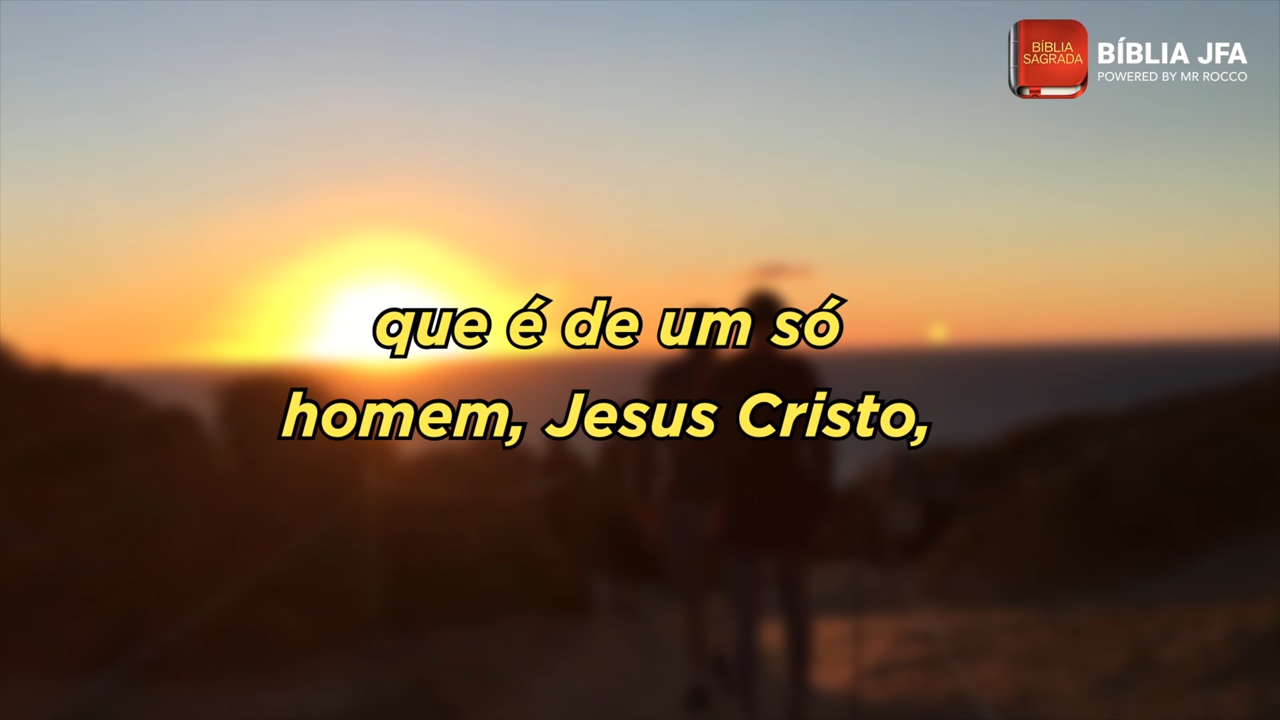 BÍBLIA
SAGRADA
BÍBLIA JFA
POWERED BY MR ROCCO
que é de um só
homem, Jesus Cristo,